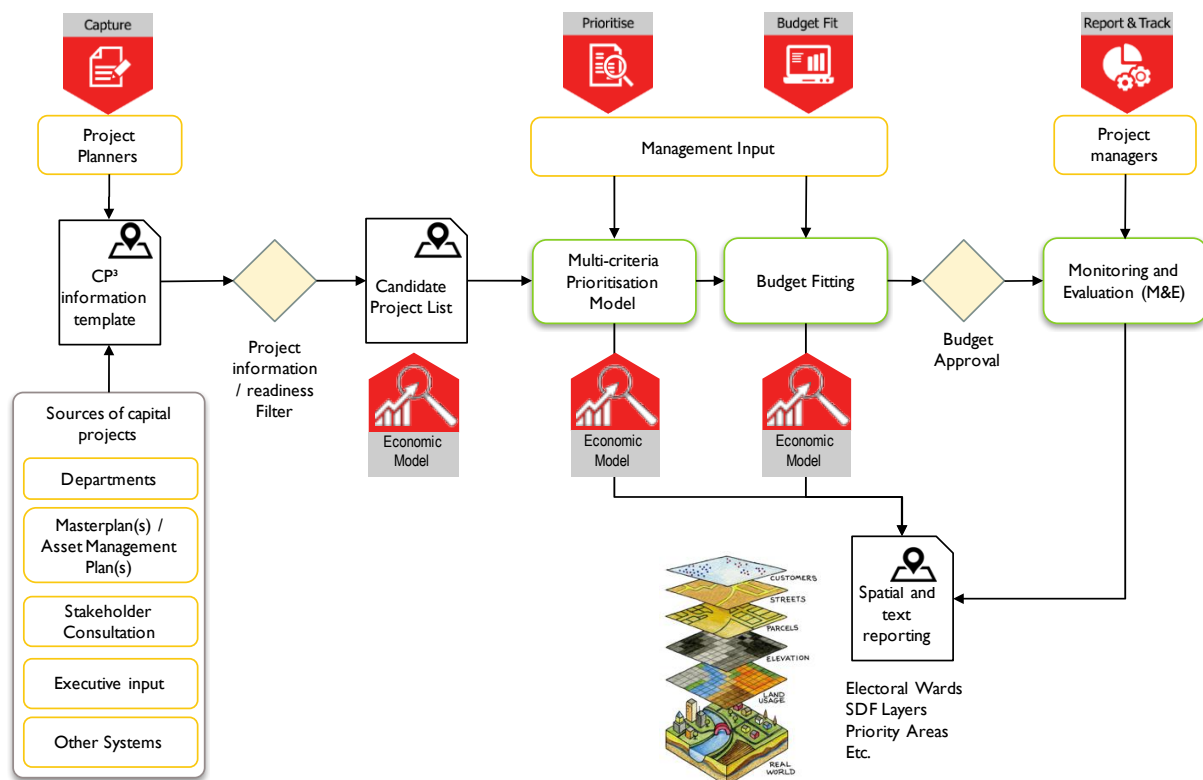 Capture
Prioritise
Budget Fit
Report & Track
Project
Planners
Management Input
Project
managers
CP³
information
template
Project
information
/ readiness
Filter
Candidate
Project List
Multi-criteria
Prioritisation
Model
Budget Fitting
Budget
Approval
Monitoring and
Evaluation (M&E)
Economic
Model
Economic
Model
Economic
Model
Sources of capital
projects
Departments
Masterplan(s) /
Asset Management
Plan(s)
Stakeholder
Consultation
Executive input
Other Systems
CUSTOMERS
STREETS
PARCELS
ELEVATION
LAND
USAGE
REAL
WORLD
Spatial and
text
reporting
Electoral Wards
SDF Layers
Priority Areas
Etc.